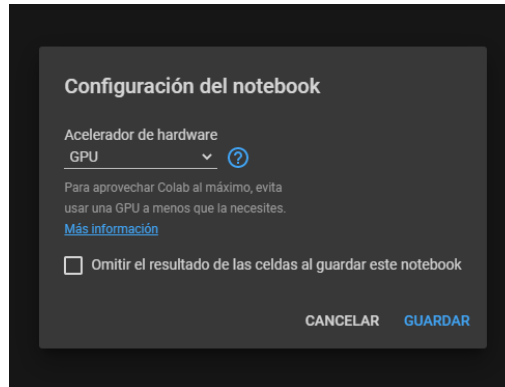 Configuración del notebook
Acelerador de hardware
GPU
?
Para aprovechar Colab al máximo, evita
usar una GPU a menos que la necesites.
Más información
Omitir el resultado de las celdas al guardar este notebook
CANCELAR GUARDAR